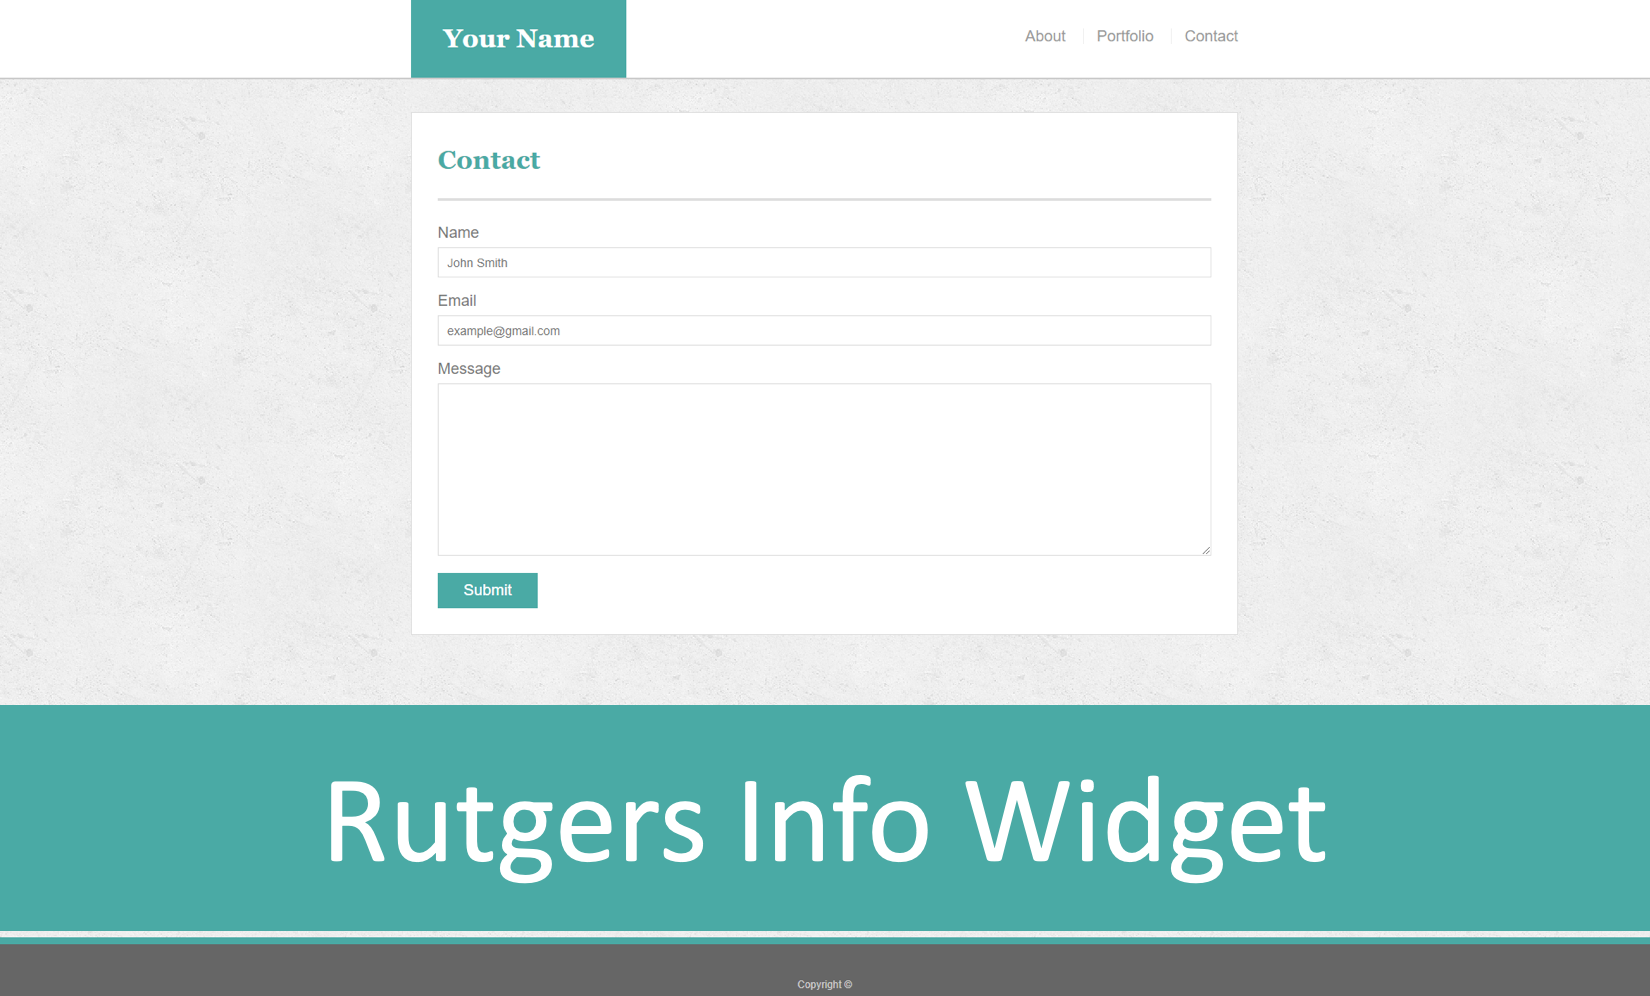 Your Name
About
Portfolio
Contact
Contact
Name
John Smith
Email
example@gmail.com
Message
Submit
Rutgers Info Widget
Copyright ©